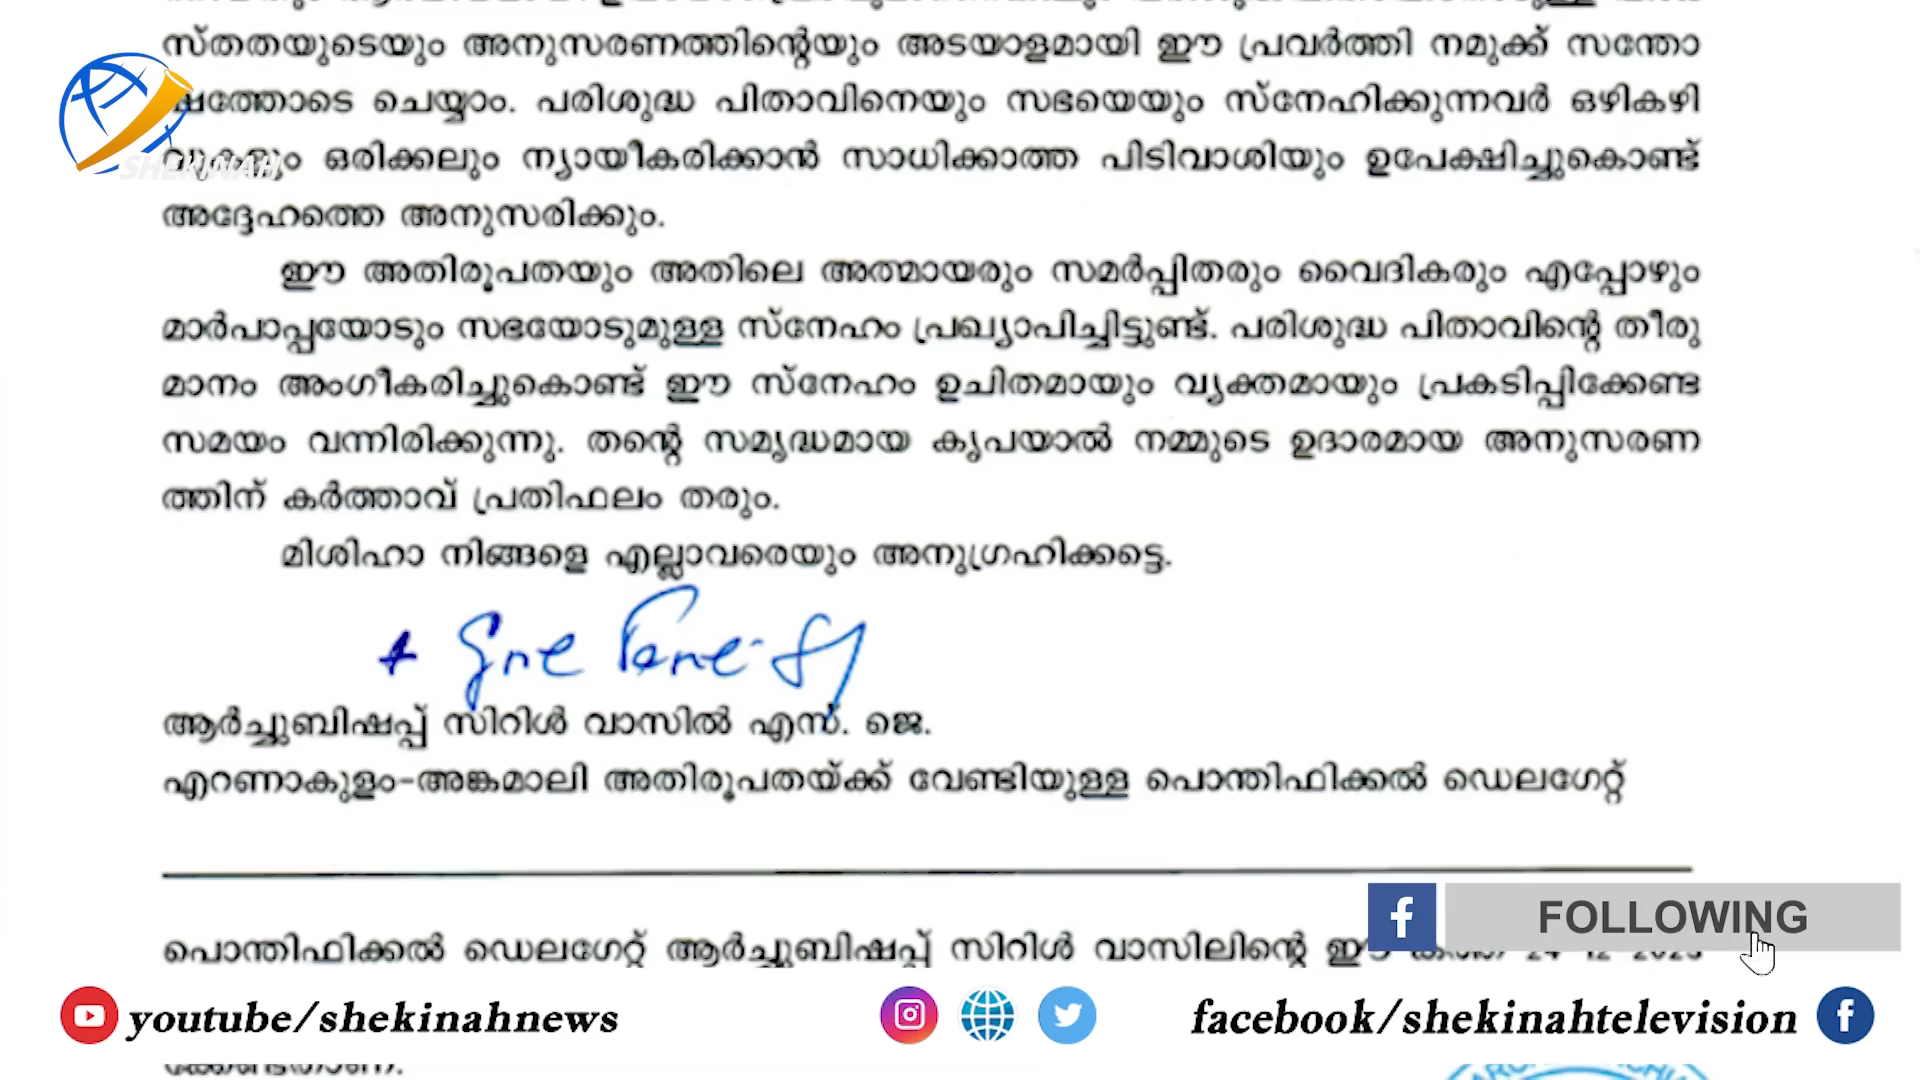 സ്തതയുടെയും അനുസരണത്തിന്റെയും അടയാളമായി ഈ പ്രവർത്തി നമുക്ക് സന്തോ
ഷത്തോടെ ചെയ്യാം. പരിശുദ്ധ പിതാവിനെയും സഭയെയും സ്നേഹിക്കുന്നവർ ഒഴികഴി
വുകളും ഒരിക്കലും ന്യായീകരിക്കാൻ സാധിക്കാത്ത പിടിവാശിയും ഉപേക്ഷിച്ചുകൊണ്ട്
SHEKINAH
അദ്ദേഹത്തെ അനുസരിക്കും.
ഈ അതിരൂപതയും അതിലെ അത്മായരും സമർപ്പിതരും വൈദികരും എപ്പോഴും
മാർപാപ്പയോടും സഭയോടുമുള്ള സ്നേഹം പ്രഖ്യാപിച്ചിട്ടുണ്ട്. പരിശുദ്ധ പിതാവിന്റെ തീരു
മാനം അംഗീകരിച്ചുകൊണ്ട് ഈ സ്നേഹം ഉചിതമായും വ്യക്തമായും പ്രകടിപ്പിക്കേണ്ട
സമയം വന്നിരിക്കുന്നു. തന്റെ സമൃദ്ധമായ കൃപയാൽ നമ്മുടെ ഉദാരമായ അനുസരണ
ത്തിന് കർത്താവ് പ്രതിഫലം തരും.
മിശിഹാ നിങ്ങളെ എല്ലാവരെയും അനുഗ്രഹിക്കട്ടെ.
ആർച്ചുബിഷപ്പ് സിറിൾ വാസിൽ എസ്. ജെ.
എറണാകുളം-അങ്കമാലി അതിരൂപതയ്ക്ക് വേണ്ടിയുള്ള പൊന്തിഫിക്കൽ ഡെലഗേറ്റ്
FOLLOWING
പൊന്തിഫിക്കൽ ഡെലഗേറ്റ് ആർച്ചുബിഷപ്പ് സിറിൾ വാസിലിന്റെ ഈ
youtube/shekinahnews
facebook/shekinahtelevision